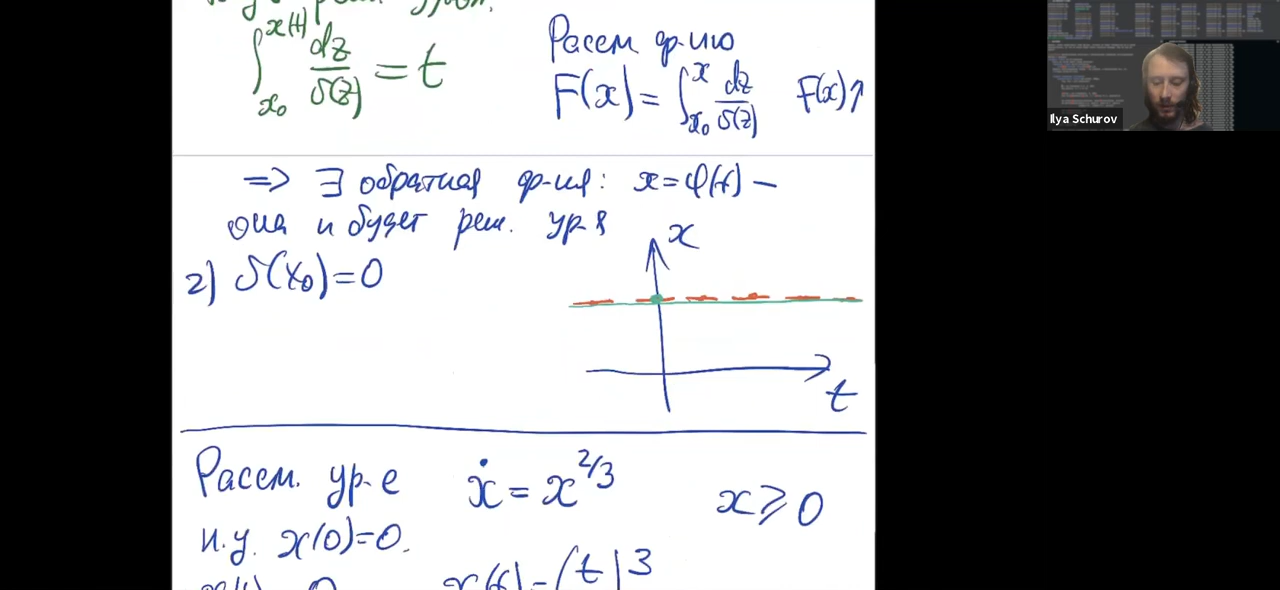 ∫_{x₀}^{x(t)} dz/δ(z) = t
Рассм ф-ию
F(x) = ∫_{x₀}^{x} dz/δ(z) F(x)↑
=> ∃ обратная ф-ия: x = φ(t) –
она и будет реш. ур-я
2) δ(x₀)=0
x
t
Рассм. ур-е ẋ = x^{2/3} x ⩾ 0
н.у. x(0)=0.
Ilya Schurov